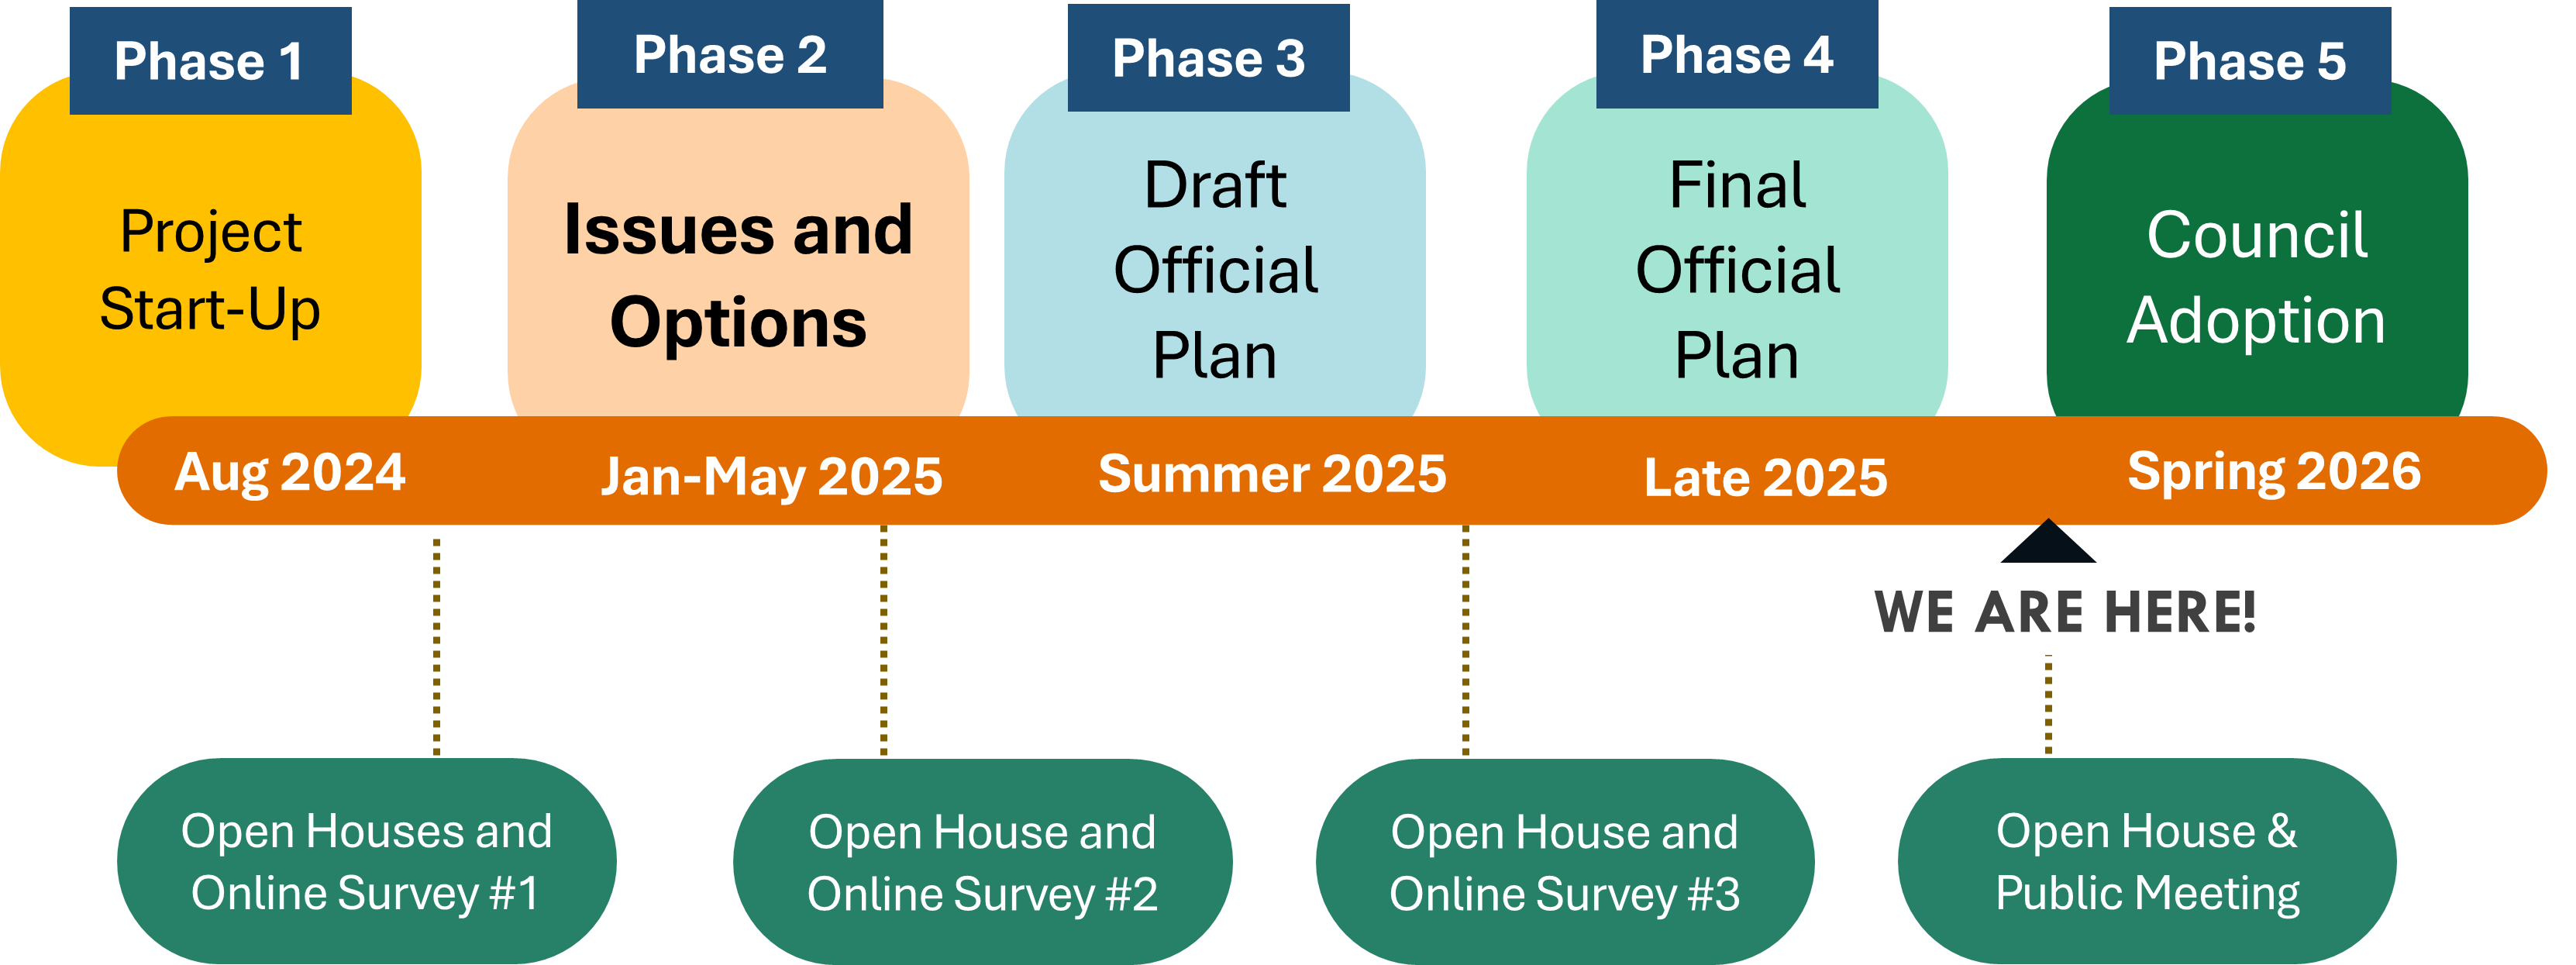 Phase 1
Project
Start-Up
Phase 2
Issues and
Options
Phase 3
Draft
Official
Plan
Phase 4
Final
Official
Plan
Phase 5
Council
Adoption
Aug 2024
Jan-May 2025
Summer 2025
Late 2025
Spring 2026
WE ARE HERE!
Open Houses and
Online Survey #1
Open House and
Online Survey #2
Open House and
Online Survey #3
Open House &
Public Meeting